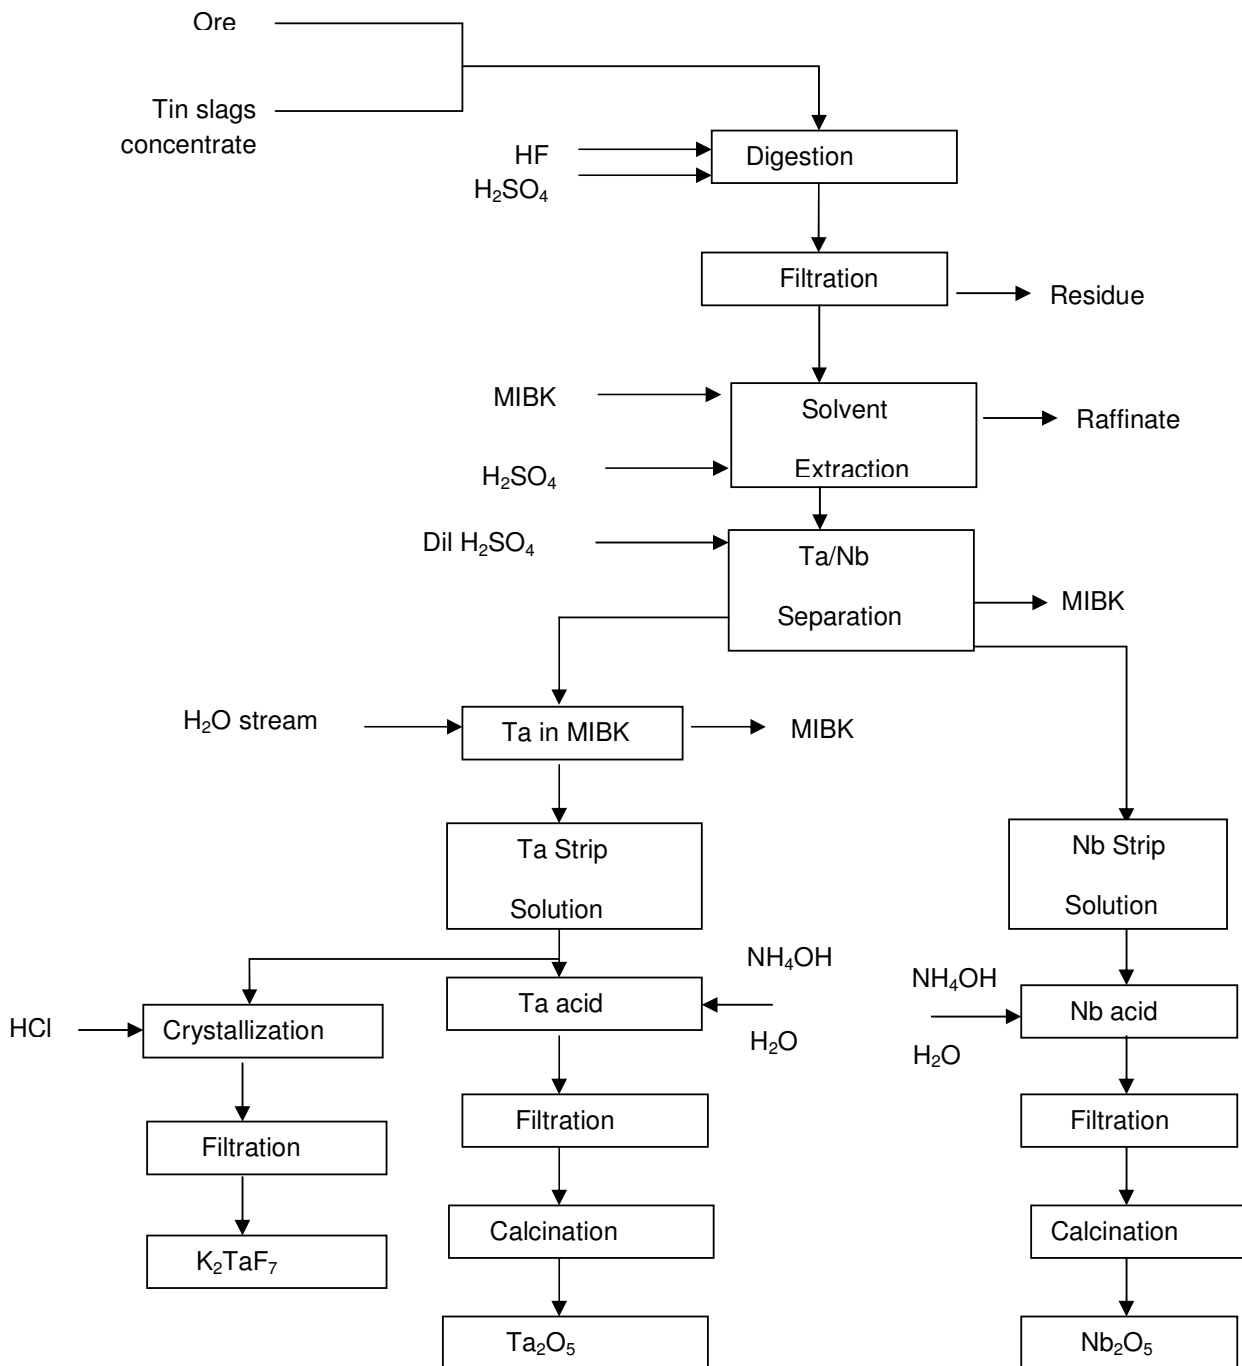 Ore
Tin slags
concentrate
HF
H₂SO₄
Digestion
Filtration
Residue
MIBK
H₂SO₄
Solvent
Extraction
Raffinate
Dil H₂SO₄
Ta/Nb
Separation
MIBK
H₂O stream
Ta in MIBK
MIBK
Ta Strip
Solution
Nb Strip
Solution
HCl
Crystallization
Ta acid
NH₄OH
H₂O
NH₄OH
H₂O
Nb acid
Filtration
Filtration
Filtration
Calcination
Calcination
K₂TaF₇
Ta₂O₅
Nb₂O₅